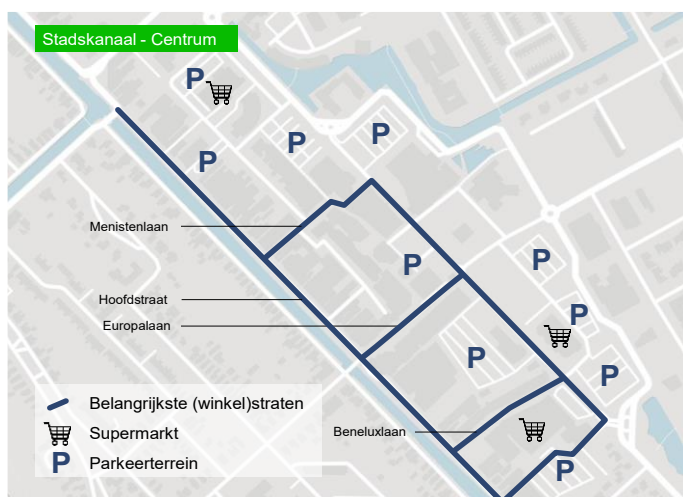 Stadskanaal - Centrum
P
P
P
P
Menistenlaan
P
P
Hoofdstraat
Europalaan
P
P
P
Belangrijkste (winkel)straten
Supermarkt
Beneluxlaan
P Parkeerterrein
P